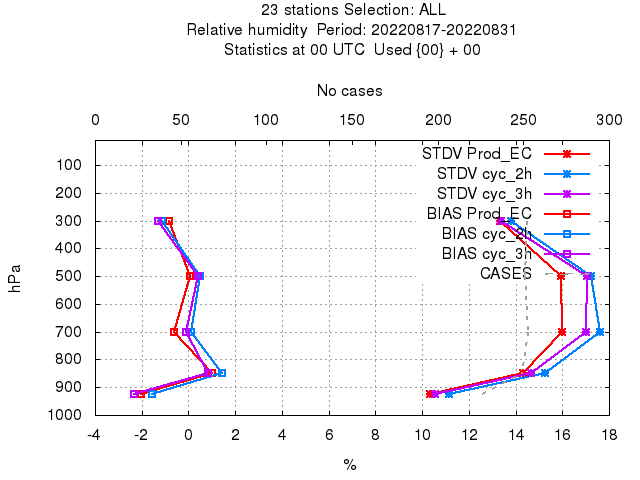 23 stations Selection: ALL
Relative humidity  Period: 20220817-20220831
Statistics at 00 UTC  Used {00} + 00
No cases
0 50 100 150 200 250 300
STDV Prod_EC
STDV cyc_2h
STDV cyc_3h
BIAS Prod_EC
BIAS cyc_2h
BIAS cyc_3h
CASES
hPa
100
200
300
400
500
600
700
800
900
1000
-4 -2 0 2 4 6 8 10 12 14 16 18
%